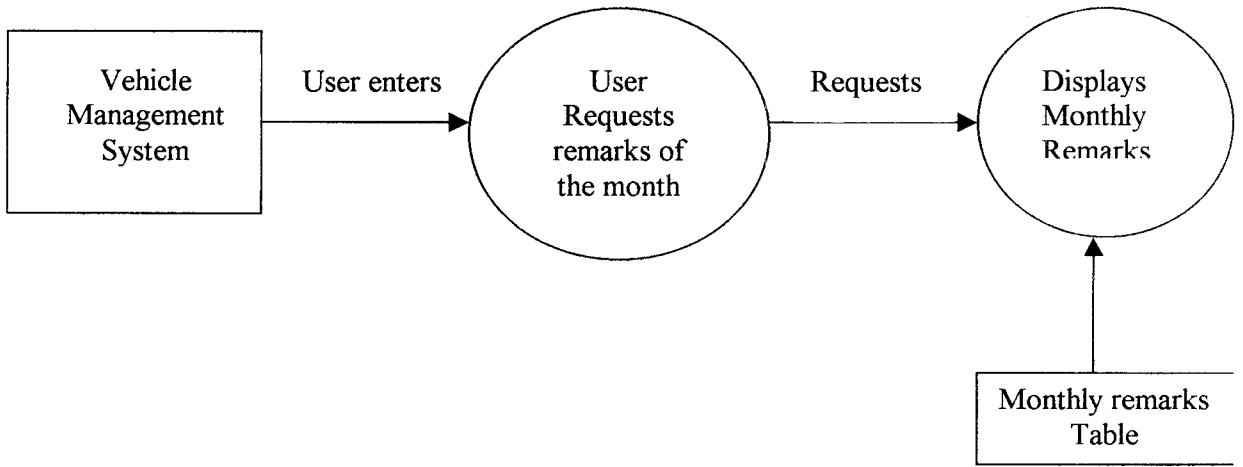 Vehicle
Management
System
User enters
User
Requests
remarks of
the month
Requests
Displays
Monthly
Remarks
Monthly remarks
Table